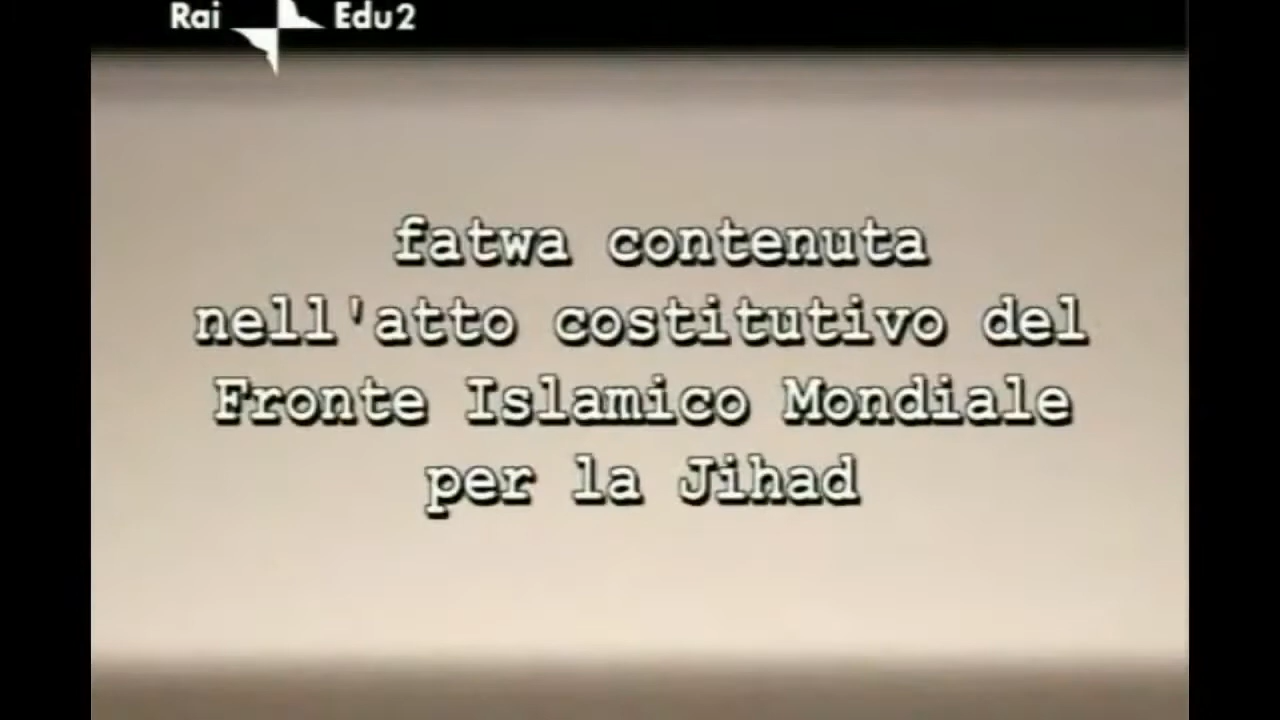 Rai Edu2
fatwa contenuta
nell'atto costitutivo del
Fronte Islamico Mondiale
per la Jihad